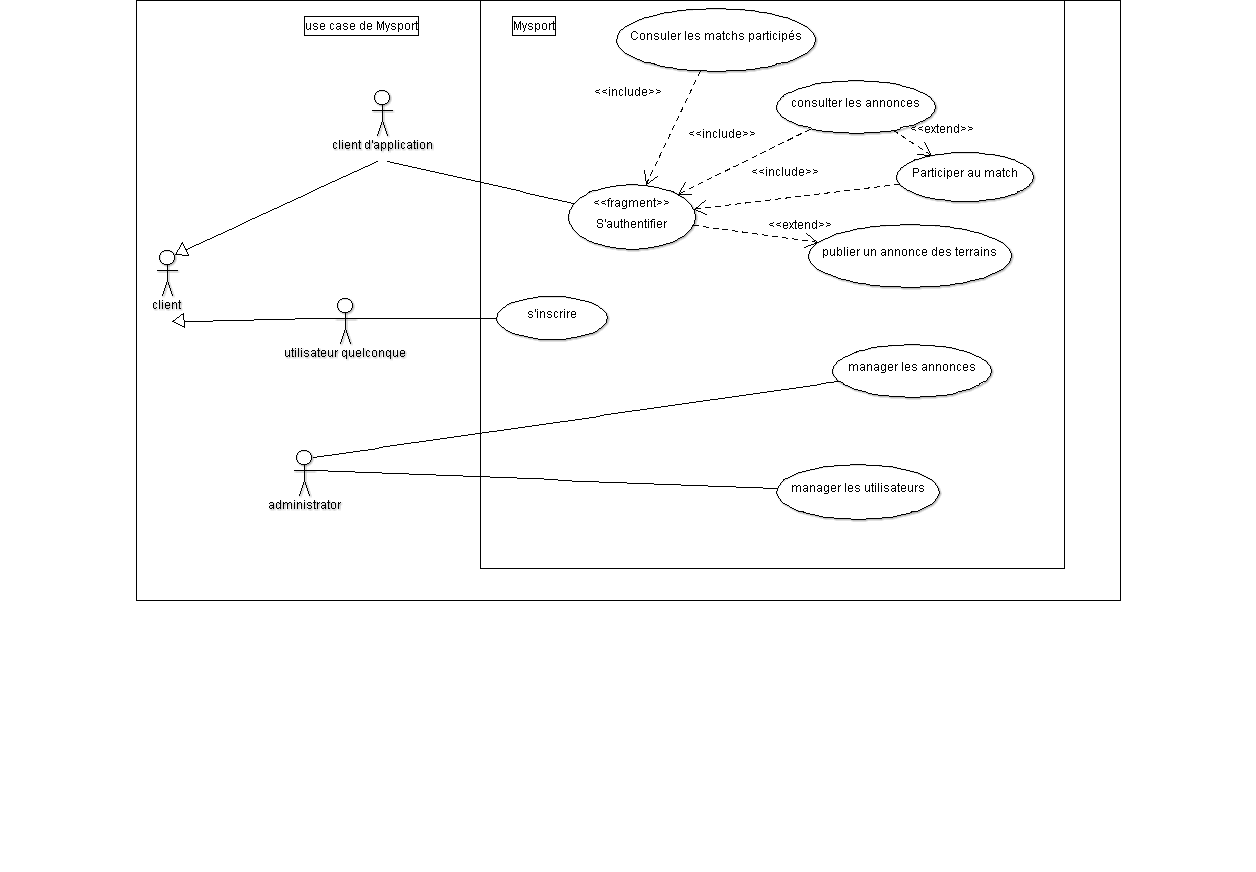 use case de Mysport
Mysport
Consuler les matchs participés
<<include>>
consulter les annonces
<<include>>
<<extend>>
client d'application
<<include>>
Participer au match
<<fragment>>
S'authentifier
<<extend>>
publier un annonce des terrains
client
s'inscrire
utilisateur quelconque
manager les annonces
administrator
manager les utilisateurs